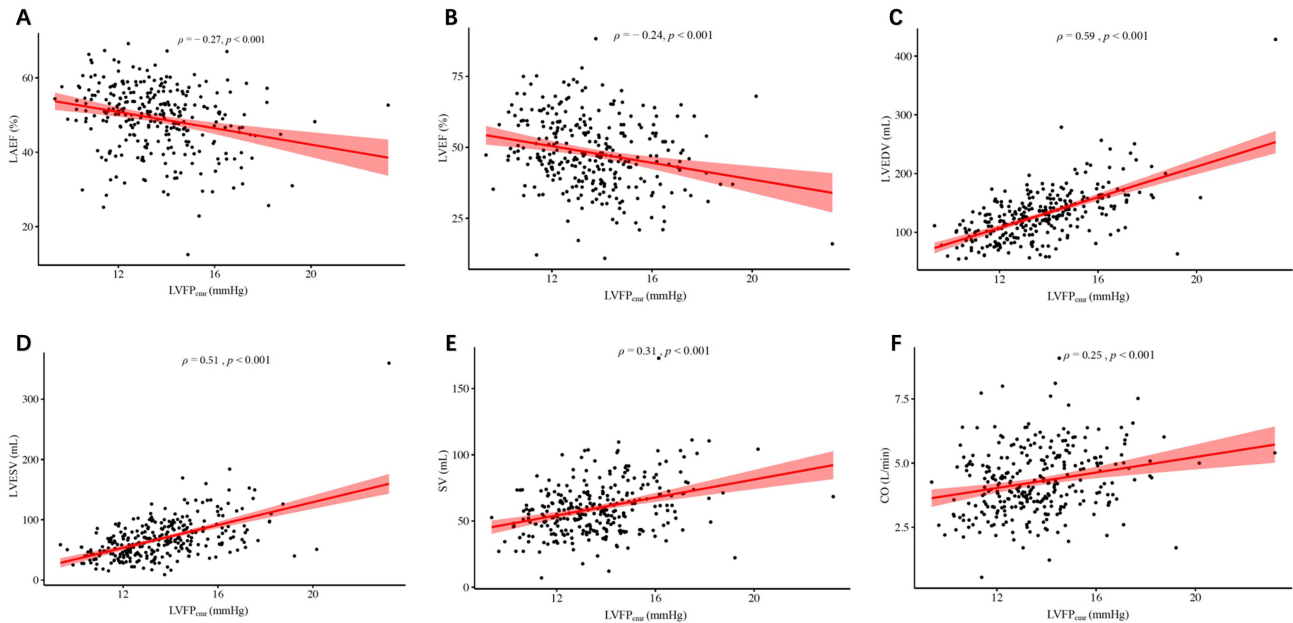 A
ρ = − 0.27, p < 0.001
LAEF (%)
60
40
20
12
16
20
LVFPcmr (mmHg)
B
ρ = − 0.24, p < 0.001
LVEF (%)
75
50
25
12
16
20
LVFPcmr (mmHg)
C
ρ = 0.59 , p < 0.001
LVEDV (mL)
400
300
200
100
12
16
20
LVFPcmr (mmHg)
D
ρ = 0.51 , p < 0.001
LVESV (mL)
300
200
100
0
12
16
20
LVFPcmr (mmHg)
E
ρ = 0.31 , p < 0.001
SV (mL)
150
100
50
0
12
16
20
LVFPcmr (mmHg)
F
ρ = 0.25 , p < 0.001
CO (L/min)
7.5
5.0
2.5
12
16
20
LVFPcmr (mmHg)